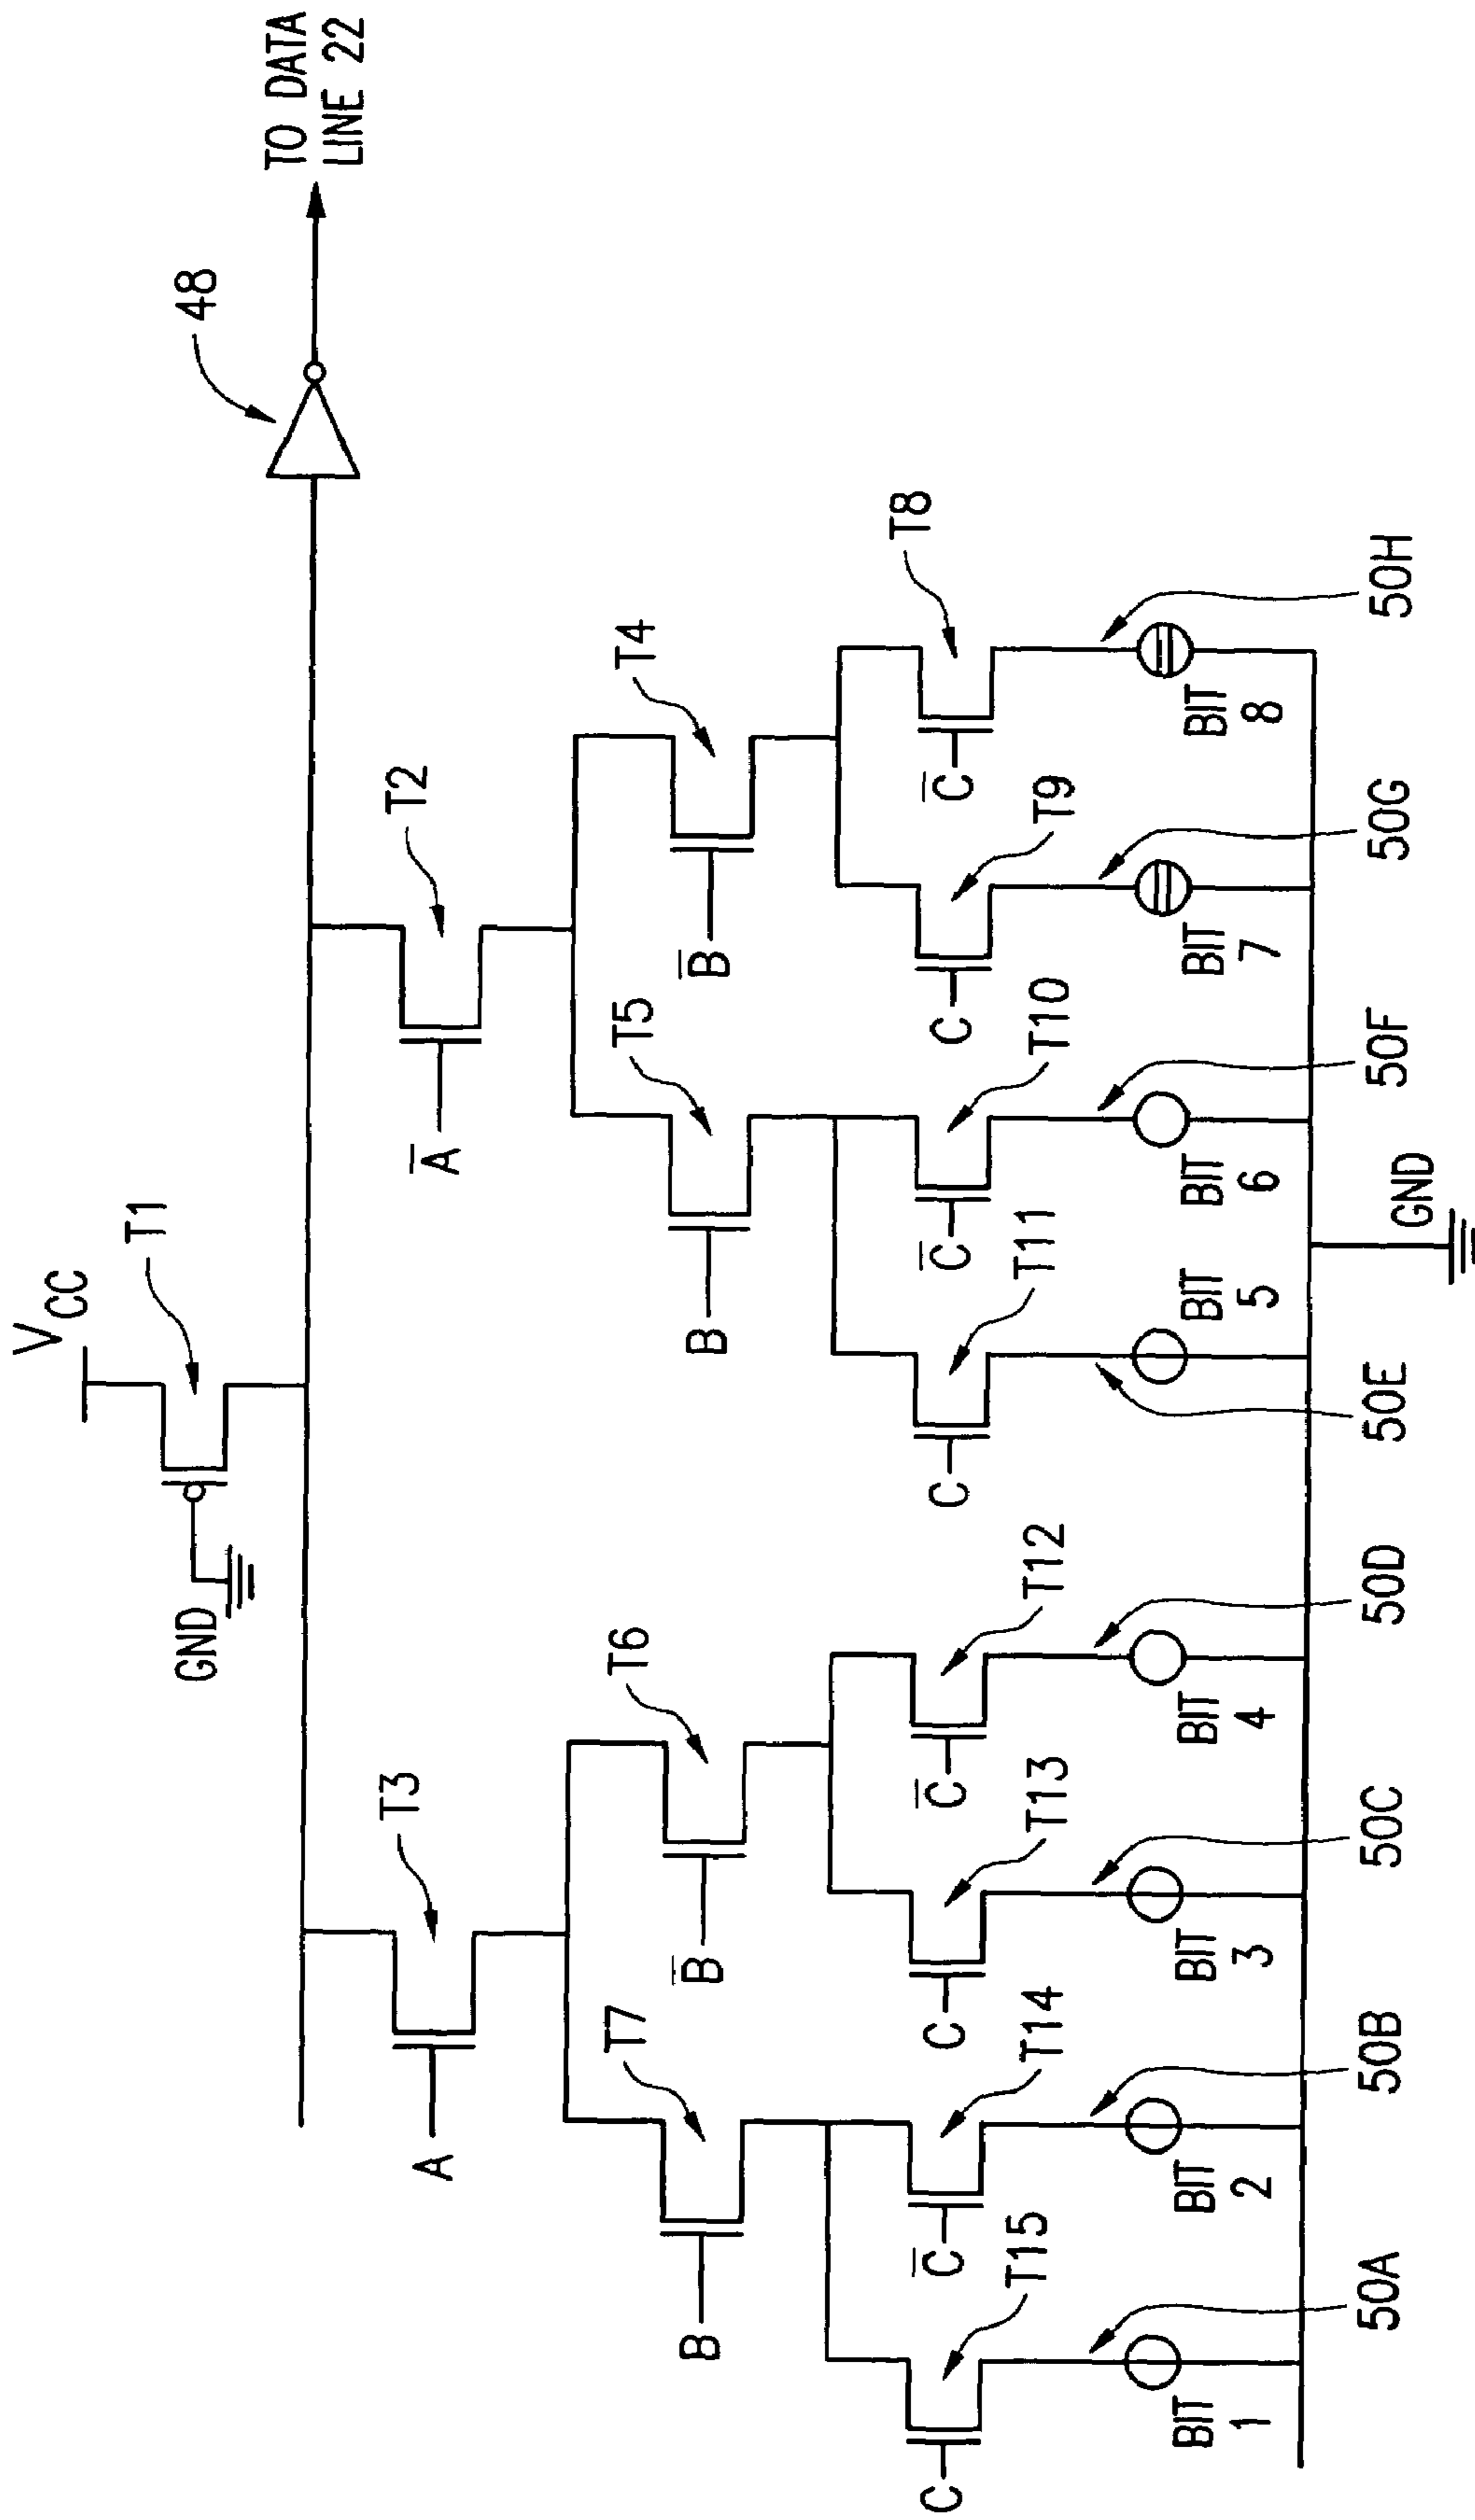 V_CC
T1
GND
48
TO DATA
LINE 22
T3
A
T2
A̅
T7
B
T6
B̅
T5
B
T4
B̅
T15
C
T14
C̅
T13
C
T12
C̅
T11
C
T10
C̅
T9
C
T8
C̅
BIT
1
BIT
2
BIT
3
BIT
4
BIT
5
BIT
6
BIT
7
BIT
8
50A
50B
50C
50D
50E
GND
50F
50G
50H